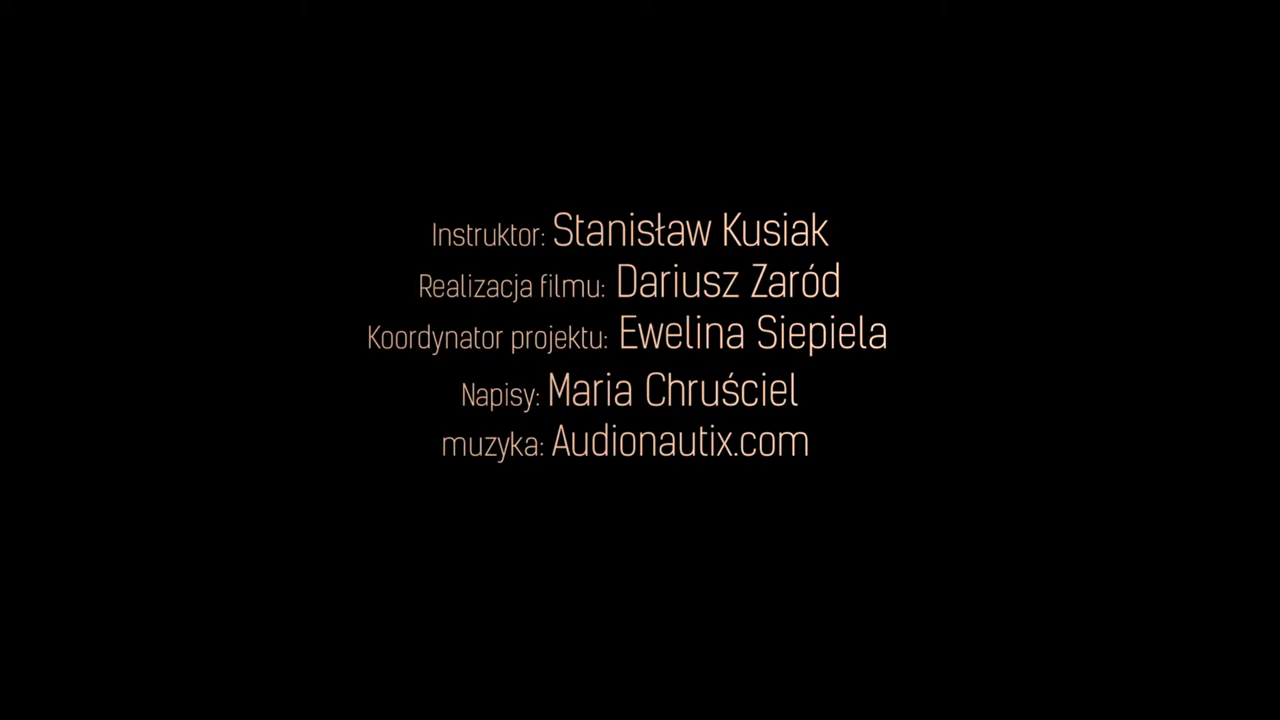 Instruktor: Stanisław Kusiak
Realizacja filmu: Dariusz Zaród
Koordynator projektu: Ewelina Siepiela
Napisy: Maria Chruściel
muzyka: Audionautix.com